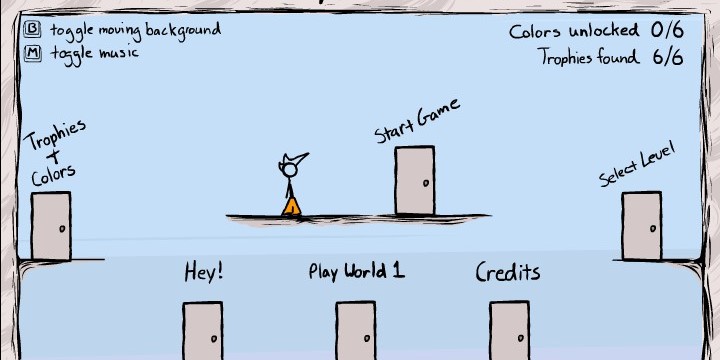 B toggle moving background
M toggle music
Colors unlocked 0/6
Trophies found 6/6
Trophies
+
Colors
Start Game
Select Level
Hey!
Play World 1
Credits